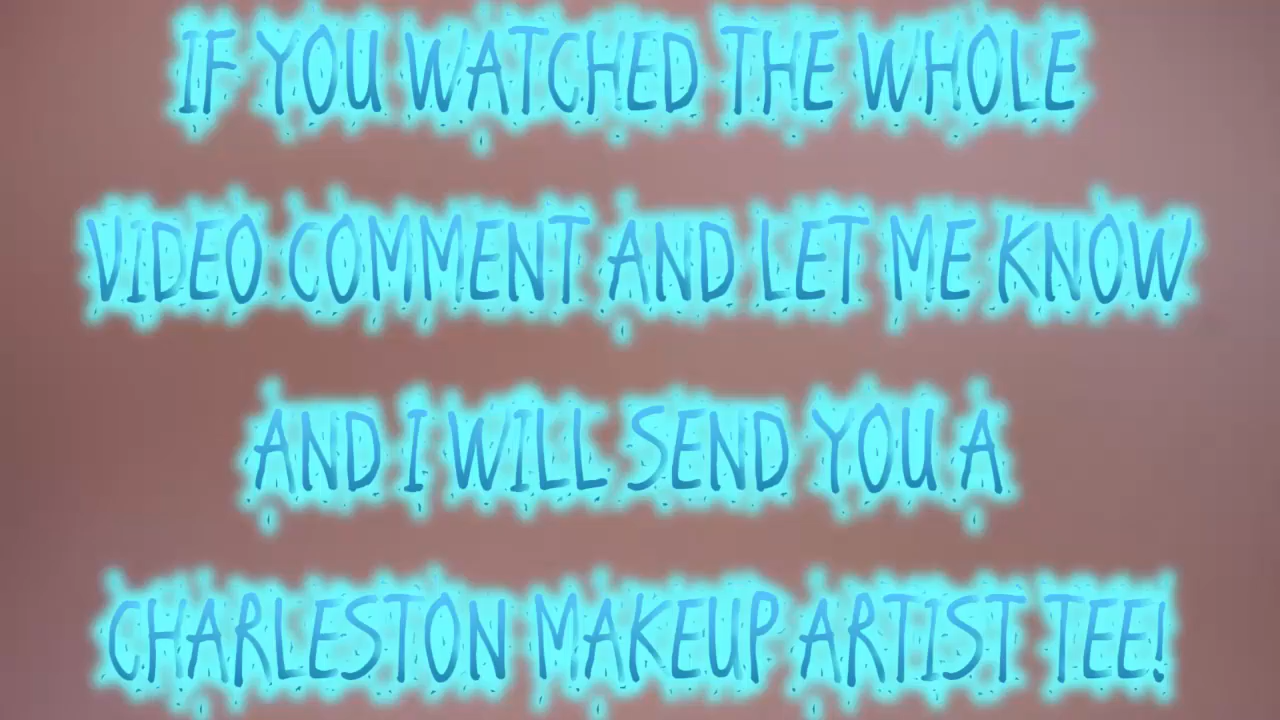 IF YOU WATCHED THE WHOLE
VIDEO COMMENT AND LET ME KNOW
AND I WILL SEND YOU A
CHARLESTON MAKEUP ARTIST TEE!